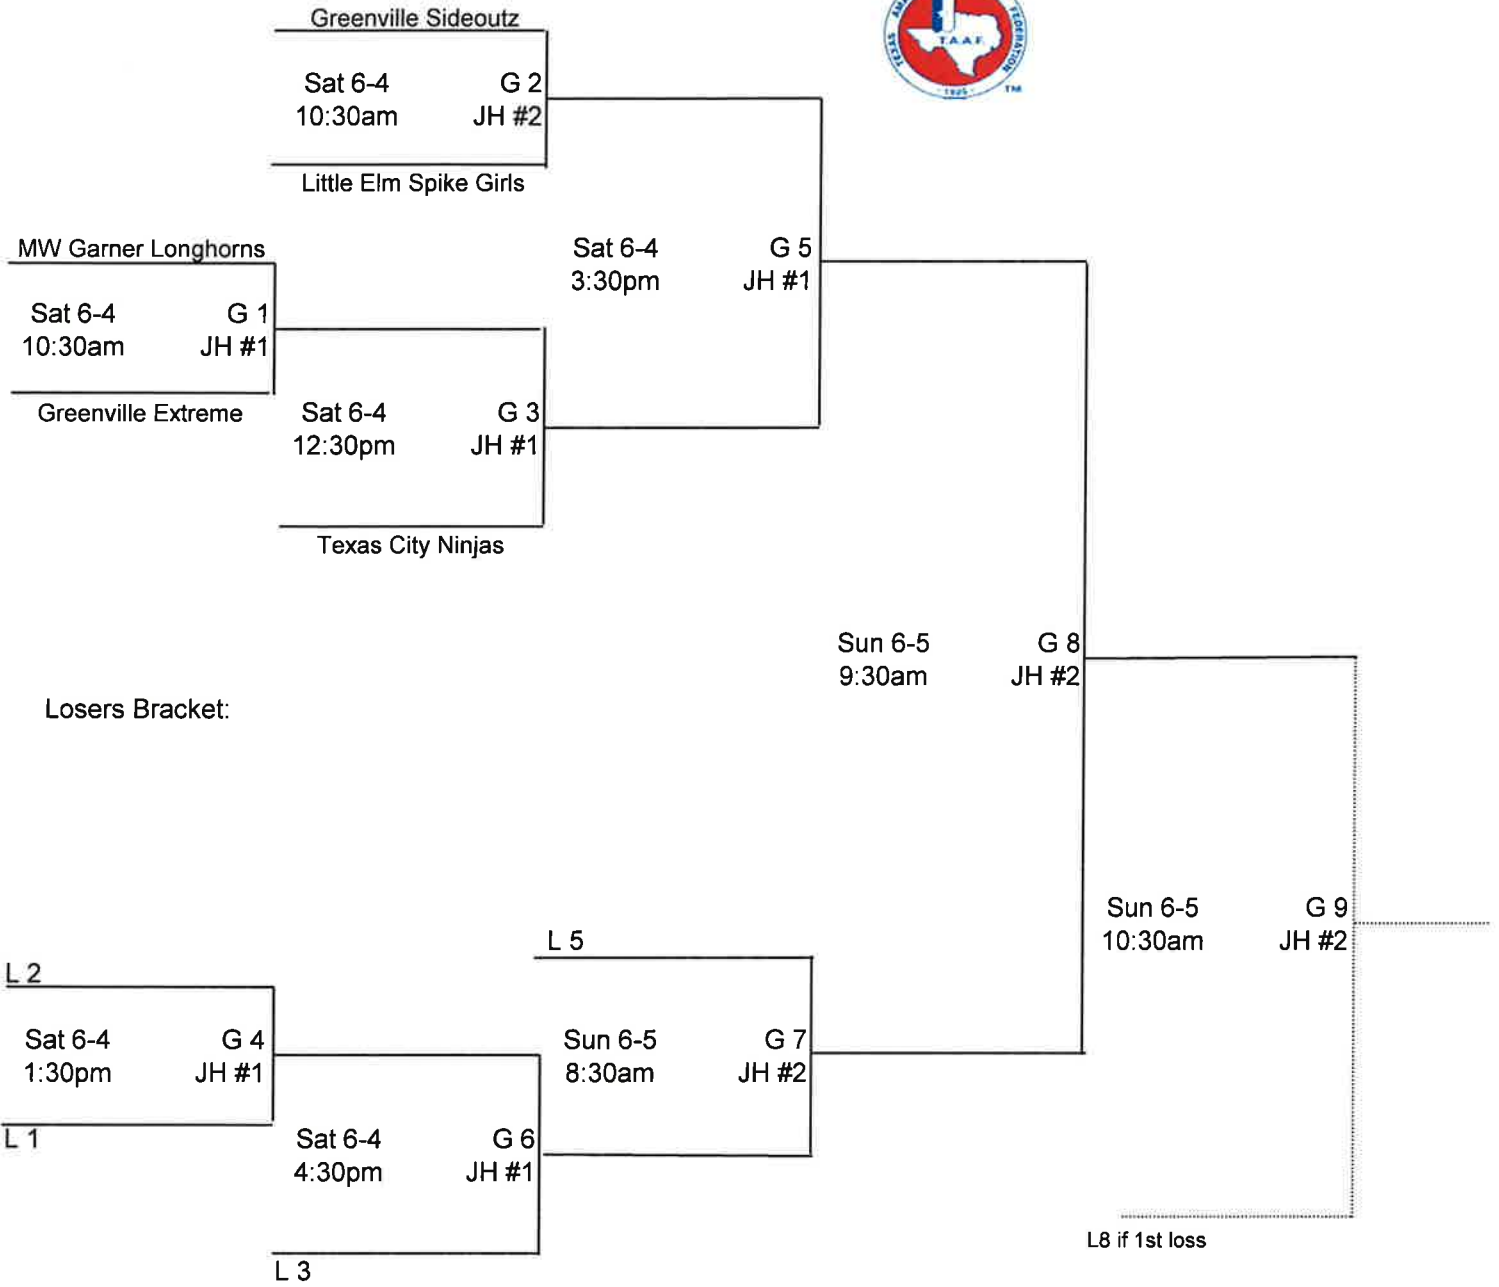 Greenville Sideoutz
Sat 6-4 G 2
10:30am JH #2
Little Elm Spike Girls
TEXAS
FEDERATION
T.A.A.F.
TM
MW Garner Longhorns
Sat 6-4 G 1
10:30am JH #1
Greenville Extreme
Sat 6-4 G 5
3:30pm JH #1
Sat 6-4 G 3
12:30pm JH #1
Texas City Ninjas
Sun 6-5 G 8
9:30am JH #2
Losers Bracket:
Sun 6-5 G 9
10:30am JH #2
L 5
L 2
Sat 6-4 G 4
1:30pm JH #1
L 1
Sun 6-5 G 7
8:30am JH #2
Sat 6-4 G 6
4:30pm JH #1
L 3
L8 if 1st loss